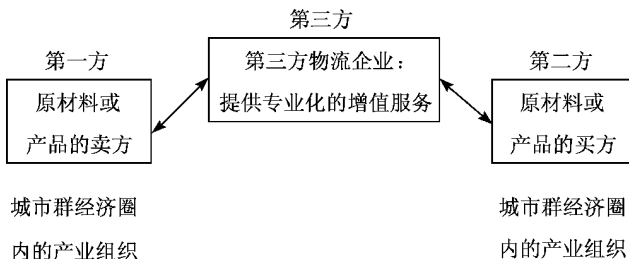 第三方
第一方
第三方物流企业：
提供专业化的增值服务
第二方
原材料或
产品的卖方
原材料或
产品的买方
城市群经济圈
内的产业组织
城市群经济圈
内的产业组织